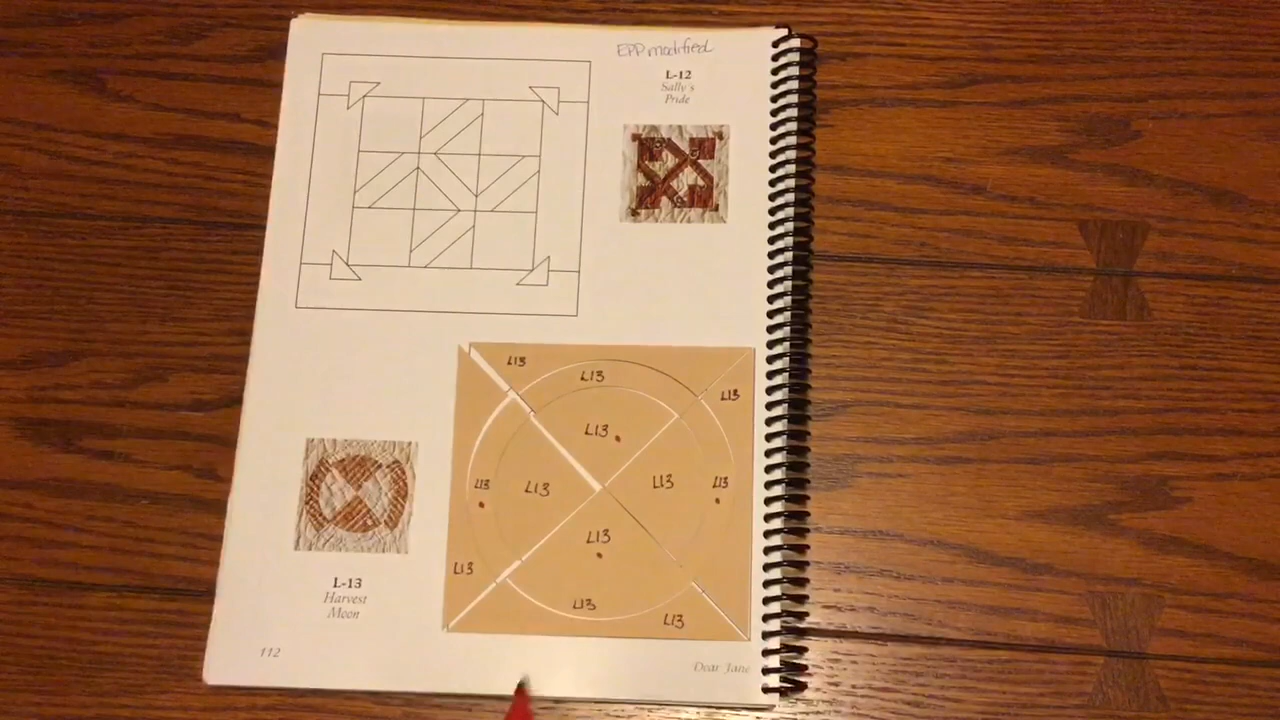 EPP modified
L-12
Sally's
Pride
L13
L13
L13
L13
L13
L13
L13
L13
L13
L13
L13
L13
L-13
Harvest
Moon
112
Dear Jane